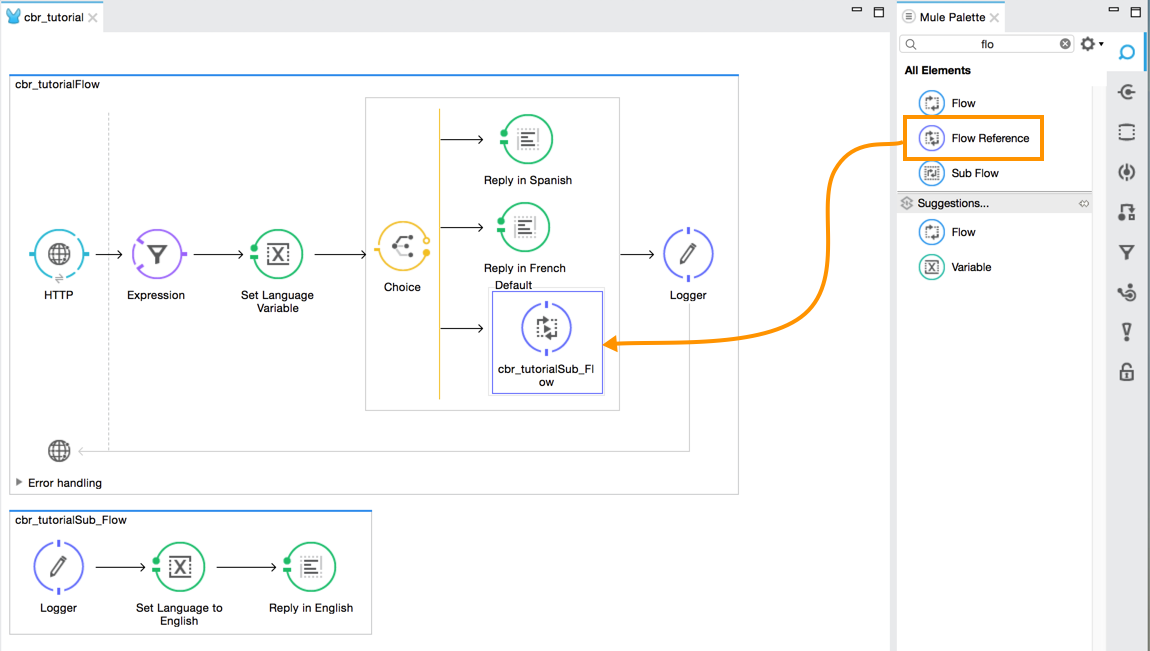 cbr_tutorial
Mule Palette
flo
All Elements
Flow
Flow Reference
Sub Flow
Suggestions...
Flow
Variable
cbr_tutorialFlow
HTTP
Expression
Set Language
Variable
Choice
Reply in Spanish
Reply in French
Default
cbr_tutorialSub_Fl
ow
Logger
Error handling
cbr_tutorialSub_Flow
Logger
Set Language to
English
Reply in English